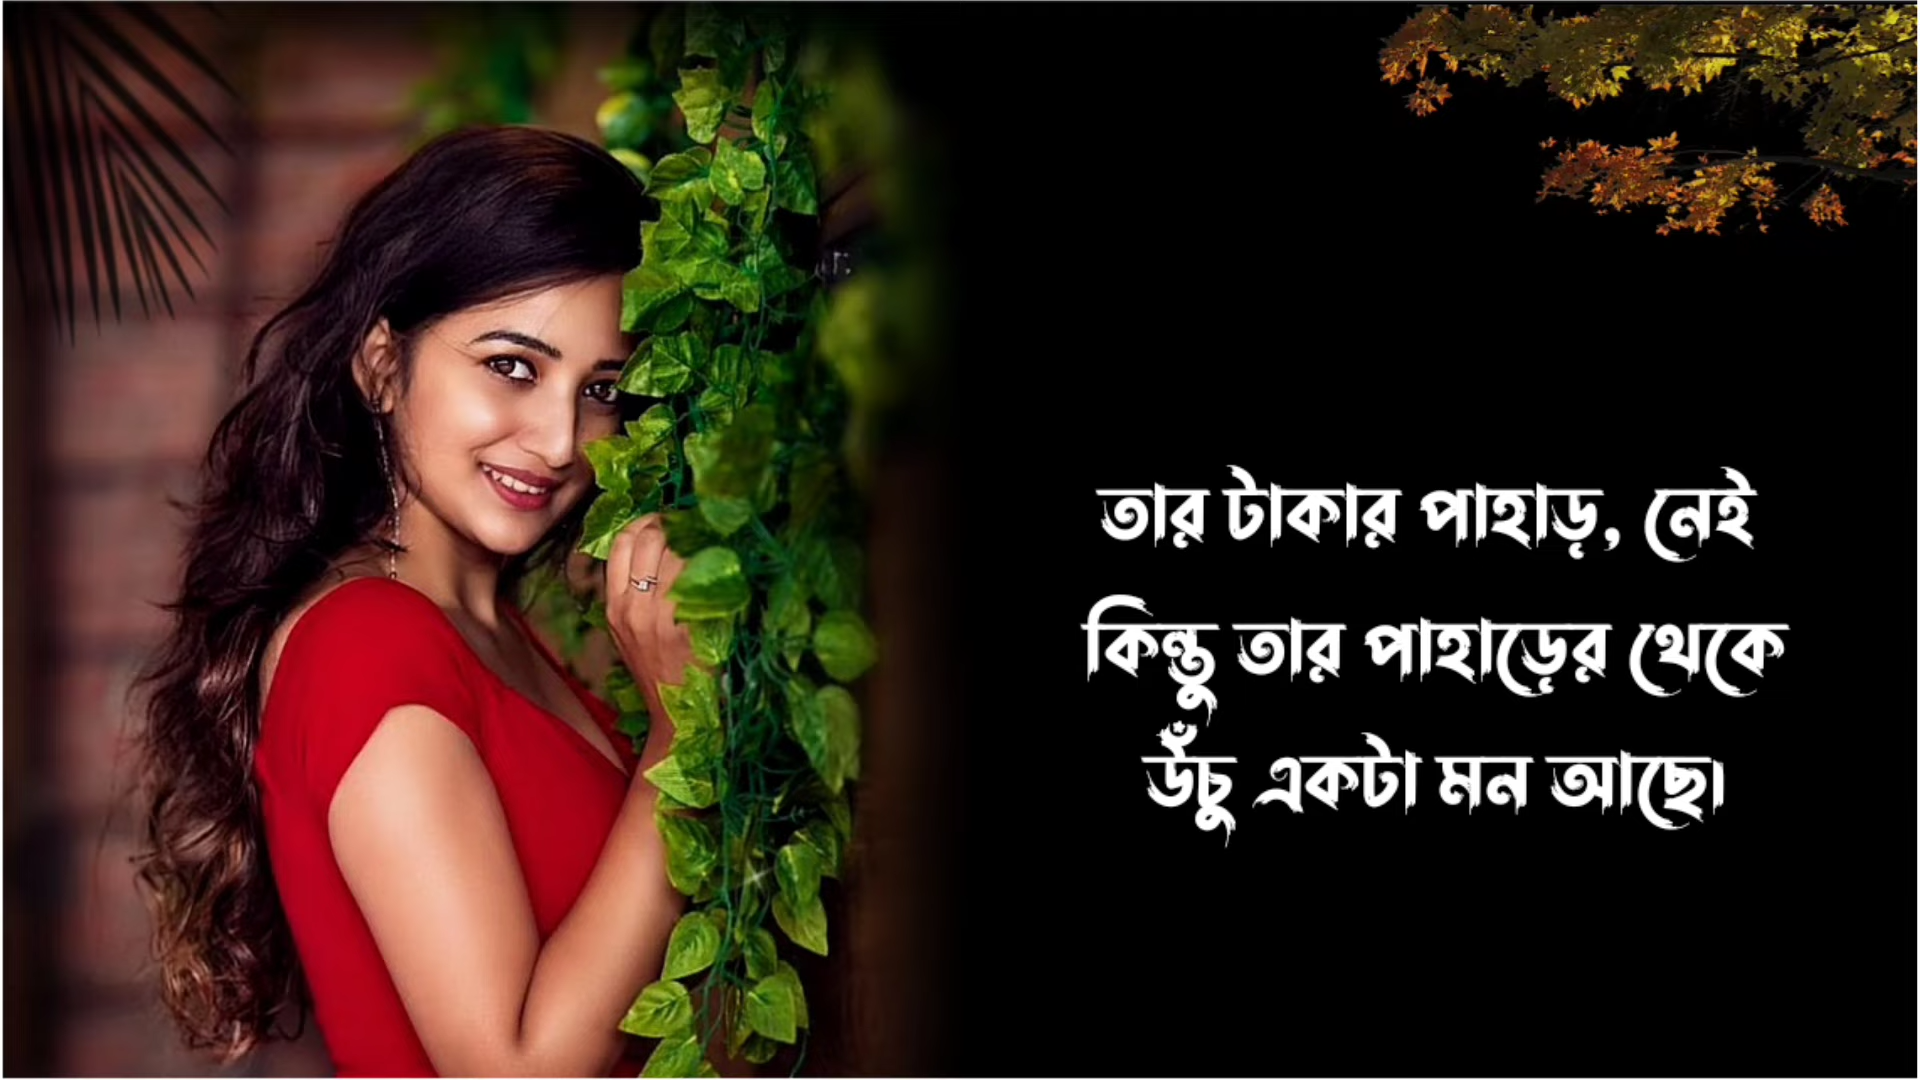 তার টাকার পাহাড়, নেই
কিন্তু তার পাহাড়ের থেকে
উঁচু একটা মন আছে।